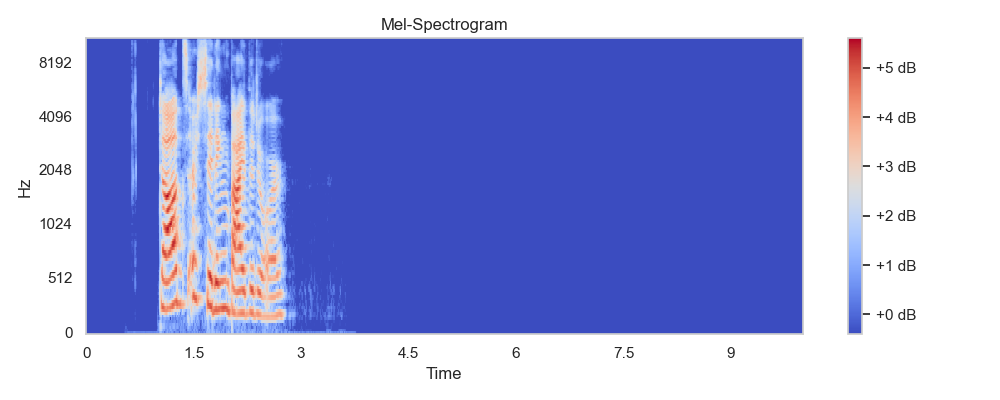 Mel-Spectrogram
8192
4096
2048
1024
512
0
Hz
0 1.5 3 4.5 6 7.5 9
Time
+5 dB
+4 dB
+3 dB
+2 dB
+1 dB
+0 dB